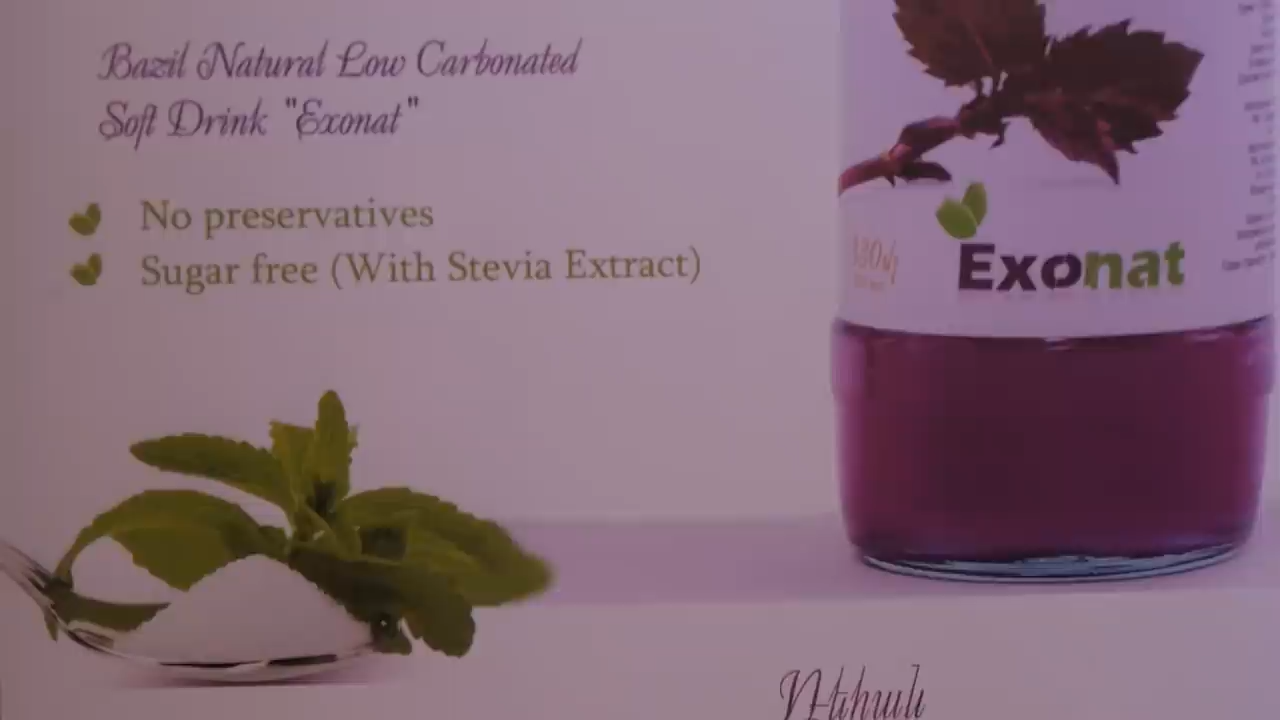 Bazil Natural Low Carbonated
Soft Drink "Exonat"
No preservatives
Sugar free (With Stevia Extract)
Exonat